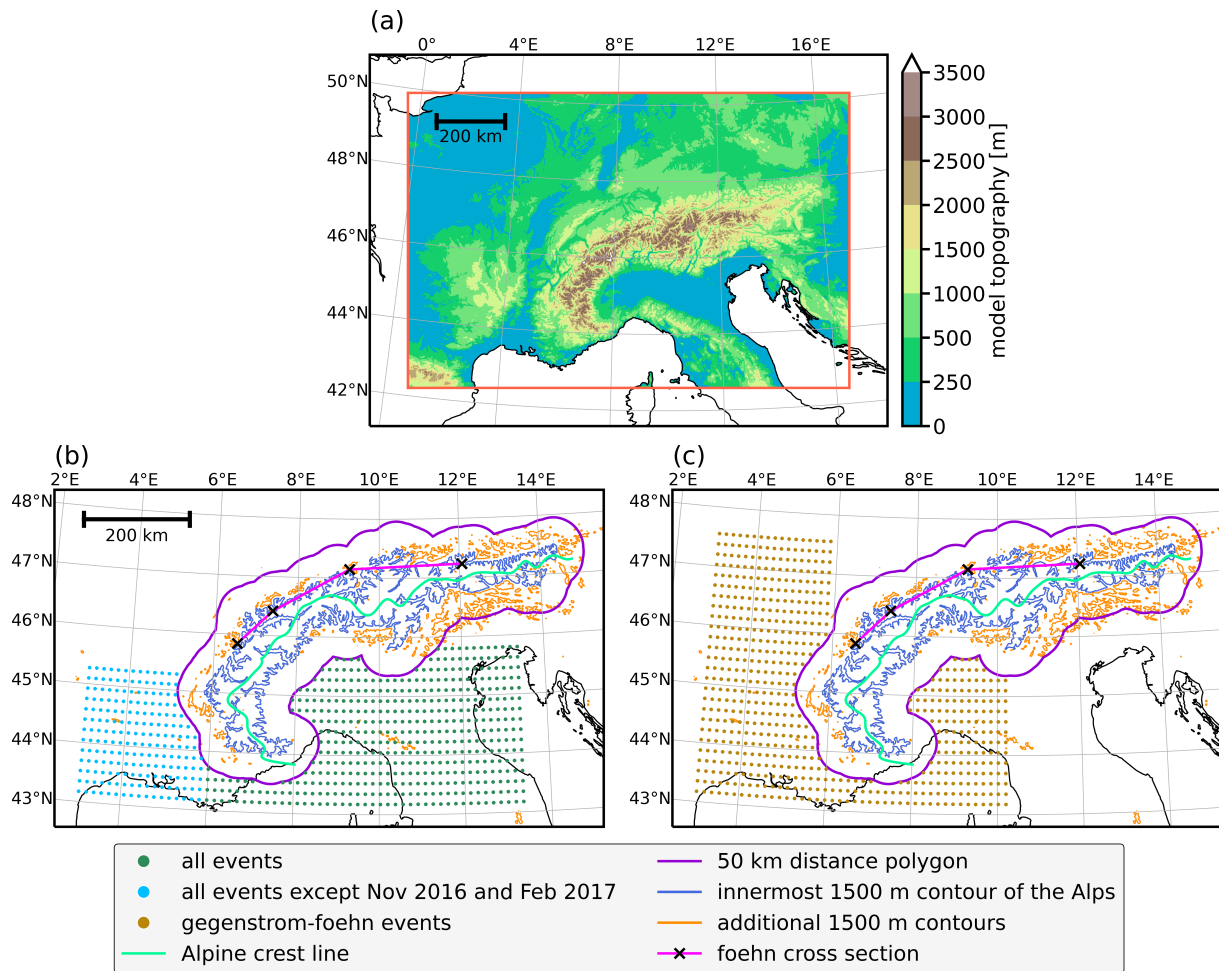 (a)
0° 4°E 8°E 12°E 16°E
50°N
48°N
46°N
44°N
42°N
200 km
3500
3000
2500
2000
1500
1000
500
250
0
model topography [m]
(b)
2°E 4°E 6°E 8°E 10°E 12°E 14°E
48°N
47°N
46°N
45°N
44°N
43°N
200 km
(c)
2°E 4°E 6°E 8°E 10°E 12°E 14°E
48°N
47°N
46°N
45°N
44°N
43°N
all events
all events except Nov 2016 and Feb 2017
gegenstrom-foehn events
Alpine crest line
50 km distance polygon
innermost 1500 m contour of the Alps
additional 1500 m contours
foehn cross section